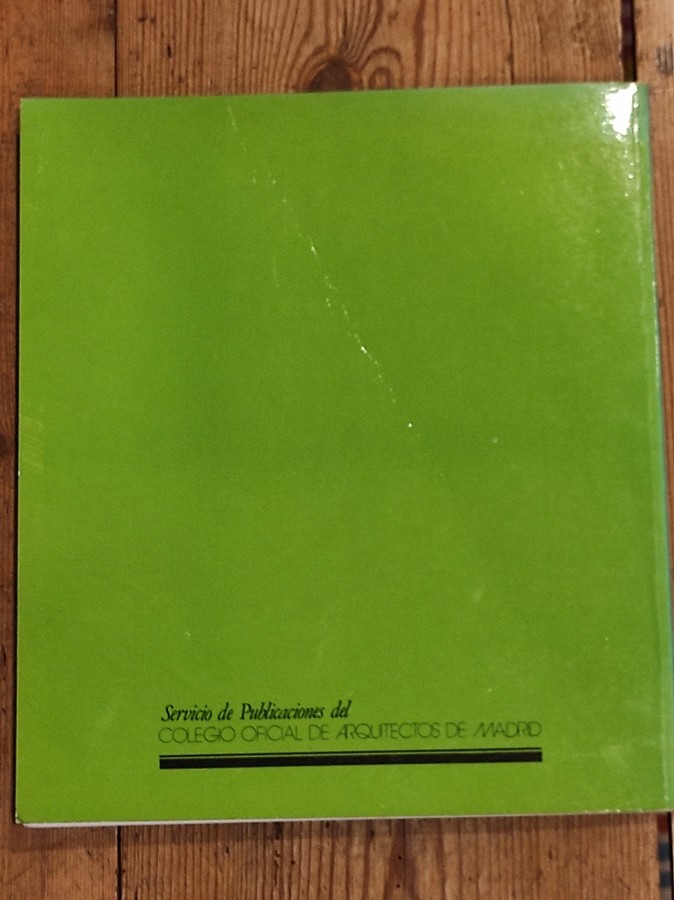 Servicio de Publicaciones del
COLEGIO OFICIAL DE ARQUITECTOS DE MADRID